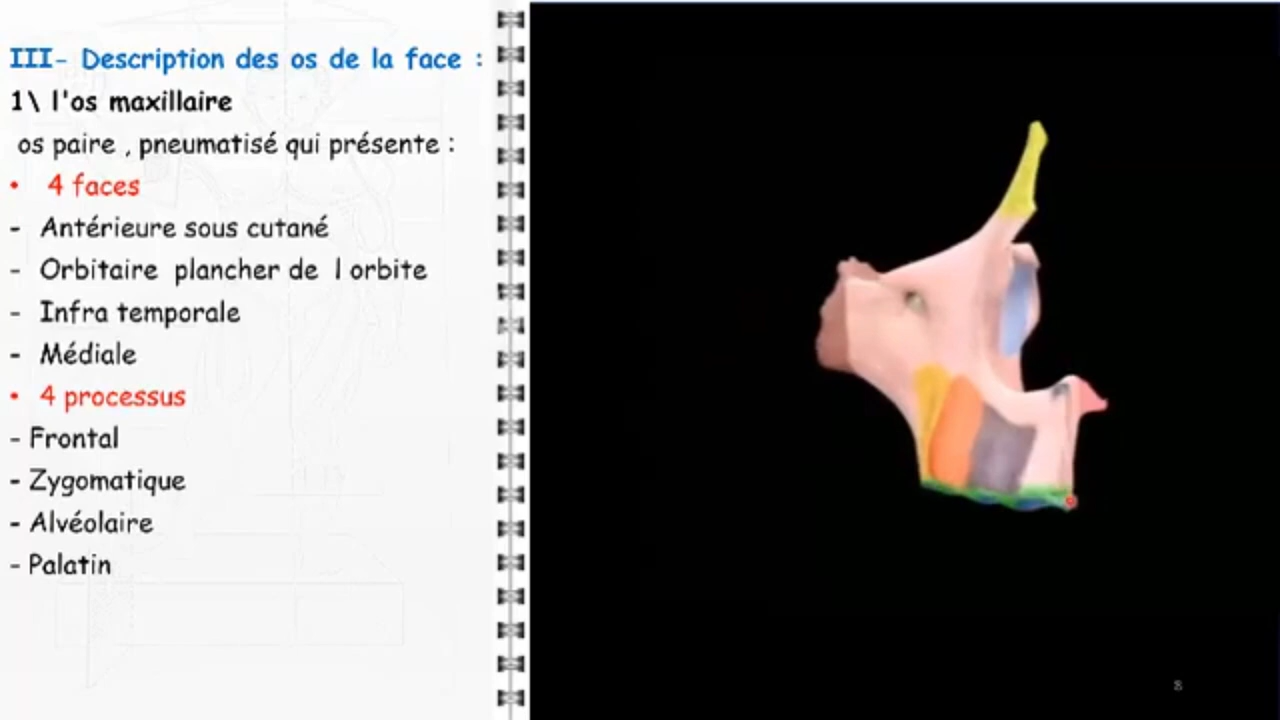 III- Description des os de la face :
1\ l'os maxillaire
os paire , pneumatisé qui présente :
• 4 faces
- Antérieure sous cutané
- Orbitaire plancher de l orbite
- Infra temporale
- Médiale
• 4 processus
- Frontal
- Zygomatique
- Alvéolaire
- Palatin
8